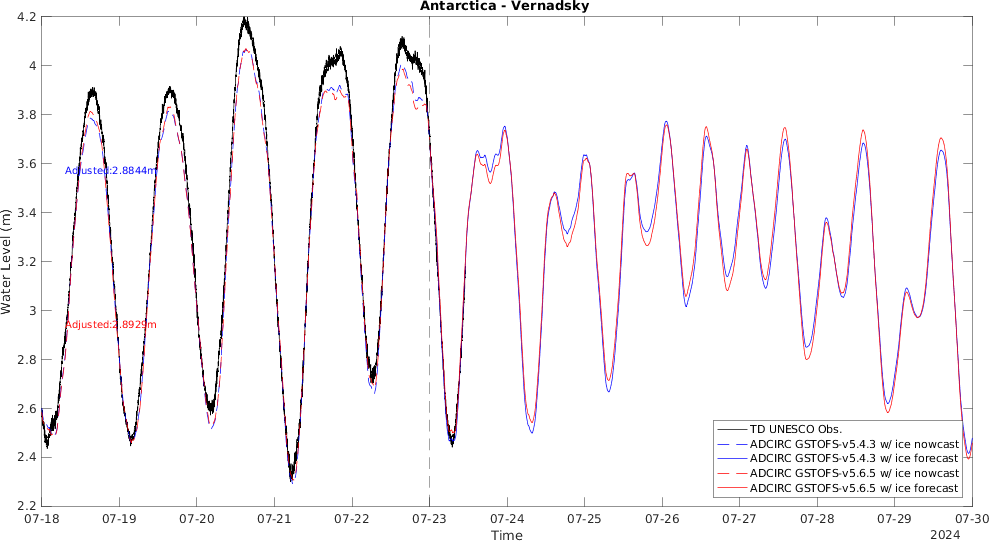 Antarctica - Vernadsky
4.2
4
3.8
3.6
3.4
3.2
3
2.8
2.6
2.4
2.2
Water Level (m)
Adjusted:2.8844m
Adjusted:2.8929m
TD UNESCO Obs.
ADCIRC GSTOFS-v5.4.3 w/ ice nowcast
ADCIRC GSTOFS-v5.4.3 w/ ice forecast
ADCIRC GSTOFS-v5.6.5 w/ ice nowcast
ADCIRC GSTOFS-v5.6.5 w/ ice forecast
07-18 07-19 07-20 07-21 07-22 07-23 07-24 07-25 07-26 07-27 07-28 07-29 07-30
Time
2024